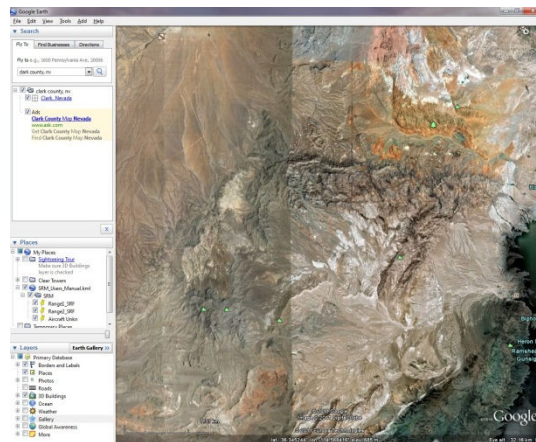 Google Earth
File Edit View Tools Add Help
Search
Fly To Find Businesses Directions
Fly to e.g., 1600 Pennsylvania Ave, 20006
clark county, nv
clark county, nv
Clark, Nevada
Ads
Clark County Map Nevada
www.ask.com
Get Clark County Map Nevada
Find Clark County Map Nevada
Places
My Places
Sightseeing Tour
Make sure 3D Buildings
layer is checked
Clear Towers
SRM_Users_Manual.kml
SRM
Range1_SRF
Range2_SRF
Aircraft Unkn
Temporary Places
Layers
Earth Gallery >>
Primary Database
Borders and Labels
Places
Photos
Roads
3D Buildings
Ocean
Weather
Gallery
Global Awareness
More
Google